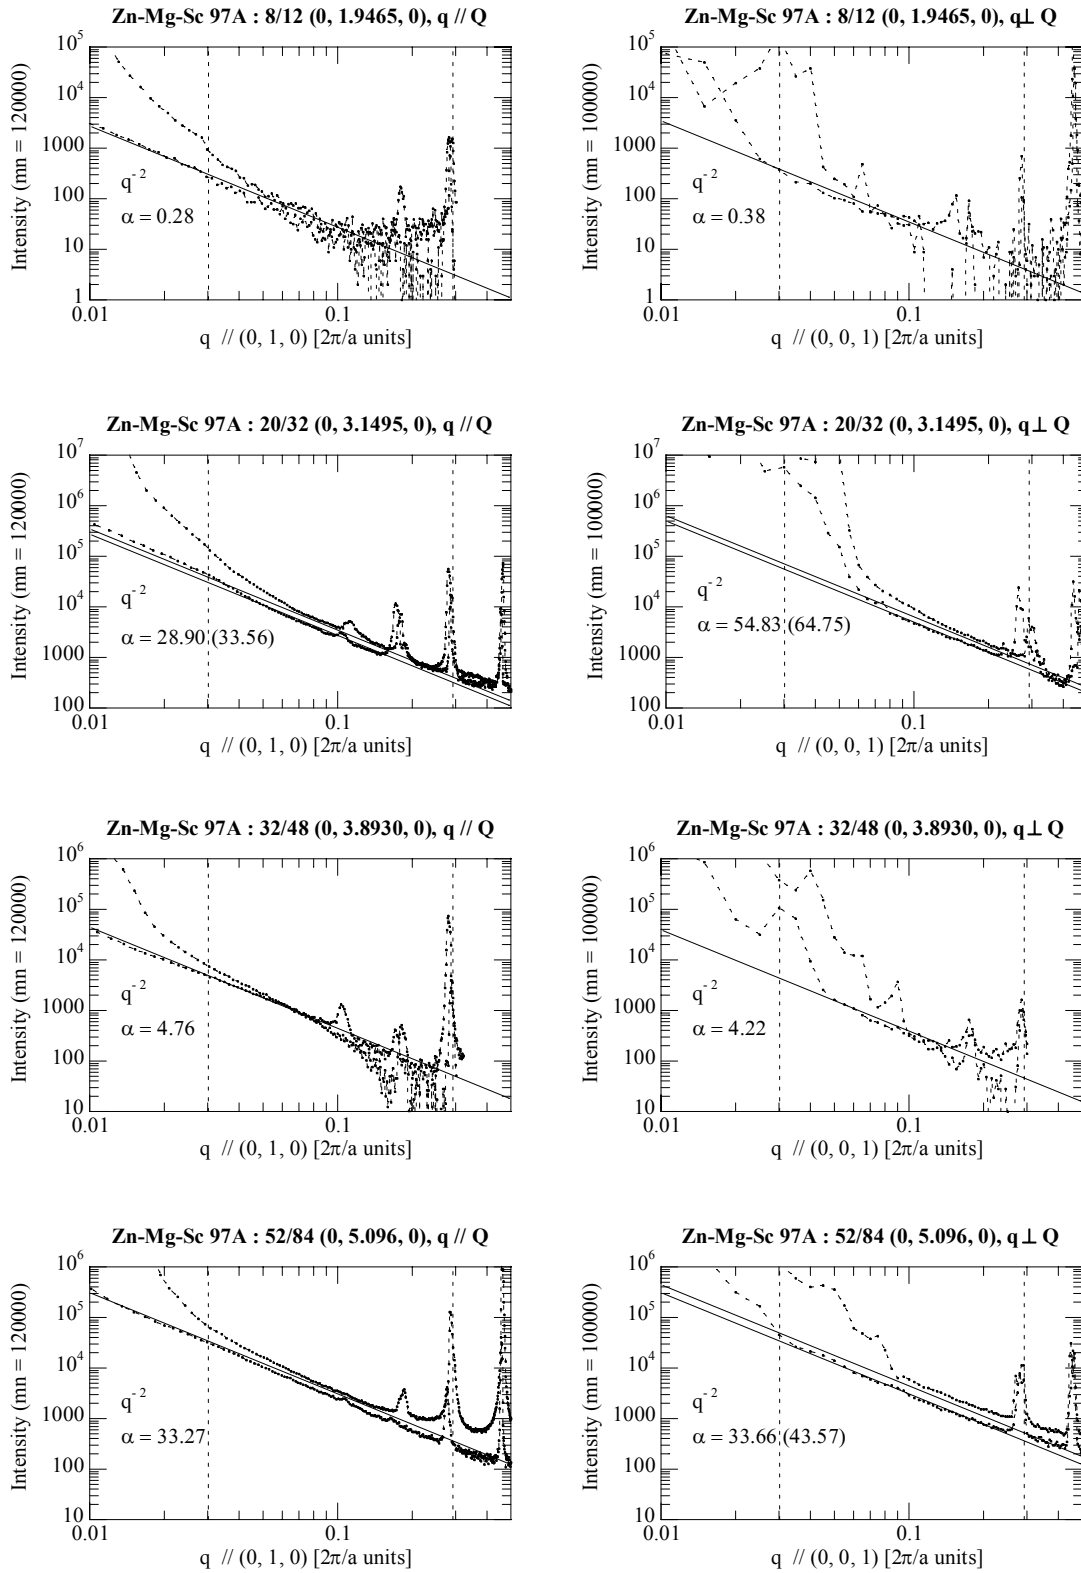 Zn-Mg-Sc 97A : 8/12 (0, 1.9465, 0), q // Q
Intensity (mn = 120000)
10^5
10^4
1000
100
10
1
q^-2
α = 0.28
0.01
0.1
q // (0, 1, 0) [2π/a units]
Zn-Mg-Sc 97A : 8/12 (0, 1.9465, 0), q⊥ Q
Intensity (mn = 100000)
10^5
10^4
1000
100
10
1
q^-2
α = 0.38
0.01
0.1
q // (0, 0, 1) [2π/a units]
Zn-Mg-Sc 97A : 20/32 (0, 3.1495, 0), q // Q
Intensity (mn = 120000)
10^7
10^6
10^5
10^4
1000
100
q^-2
α = 28.90 (33.56)
0.01
0.1
q // (0, 1, 0) [2π/a units]
Zn-Mg-Sc 97A : 20/32 (0, 3.1495, 0), q⊥ Q
Intensity (mn = 100000)
10^7
10^6
10^5
10^4
1000
100
q^-2
α = 54.83 (64.75)
0.01
0.1
q // (0, 0, 1) [2π/a units]
Zn-Mg-Sc 97A : 32/48 (0, 3.8930, 0), q // Q
Intensity (mn = 120000)
10^6
10^5
10^4
1000
100
10
q^-2
α = 4.76
0.01
0.1
q // (0, 1, 0) [2π/a units]
Zn-Mg-Sc 97A : 32/48 (0, 3.8930, 0), q⊥ Q
Intensity (mn = 100000)
10^6
10^5
10^4
1000
100
10
q^-2
α = 4.22
0.01
0.1
q // (0, 0, 1) [2π/a units]
Zn-Mg-Sc 97A : 52/84 (0, 5.096, 0), q // Q
Intensity (mn = 120000)
10^6
10^5
10^4
1000
100
10
q^-2
α = 33.27
0.01
0.1
q // (0, 1, 0) [2π/a units]
Zn-Mg-Sc 97A : 52/84 (0, 5.096, 0), q⊥ Q
Intensity (mn = 100000)
10^6
10^5
10^4
1000
100
10
q^-2
α = 33.66 (43.57)
0.01
0.1
q // (0, 0, 1) [2π/a units]